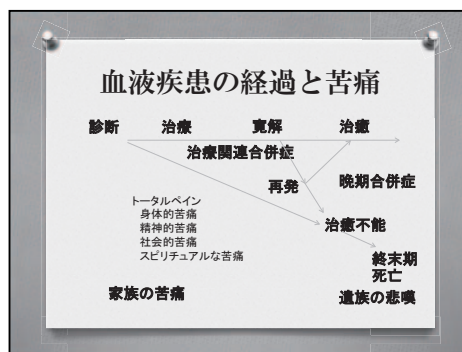 血液疾患の経過と苦痛
診断 治療 寛解 治癒
治療関連合併症
再発 晩期合併症
トータルペイン
身体的苦痛
精神的苦痛
社会的苦痛
スピリチュアルな苦痛
治癒不能
終末期
死亡
家族の苦痛 遺族の悲嘆